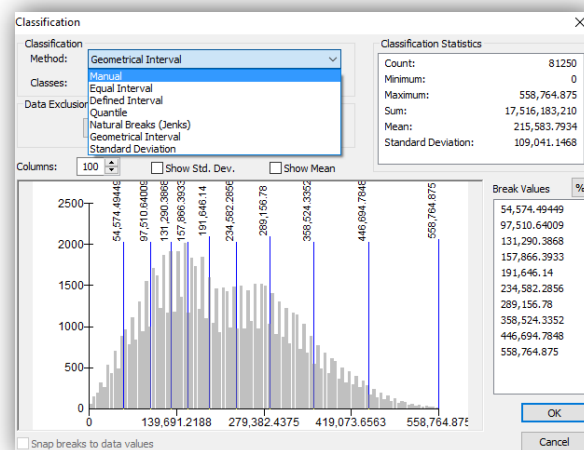 Classification
Classification
Method: Geometrical Interval
Manual
Equal Interval
Defined Interval
Quantile
Natural Breaks (Jenks)
Geometrical Interval
Standard Deviation
Classes:
Data Exclusion
Classification Statistics
Count: 81250
Minimum: 0
Maximum: 558,764.875
Sum: 17,516,183,210
Mean: 215,583.7934
Standard Deviation: 109,041.1468
Columns: 100 Show Std. Dev. Show Mean
Break Values %
54,574.49449
97,510.64009
131,290.3868
157,866.3933
191,646.14
234,582.2856
289,156.78
358,524.3352
446,694.7848
558,764.875
2500
2000
1500
1000
500
0
54,574.49449
97,510.64009
131,290.3868
157,866.3933
191,646.14
234,582.2856
289,156.78
358,524.3352
446,694.7848
558,764.875
0 139,691.2188 279,382.4375 419,073.6563 558,764.875
Snap breaks to data values
OK
Cancel